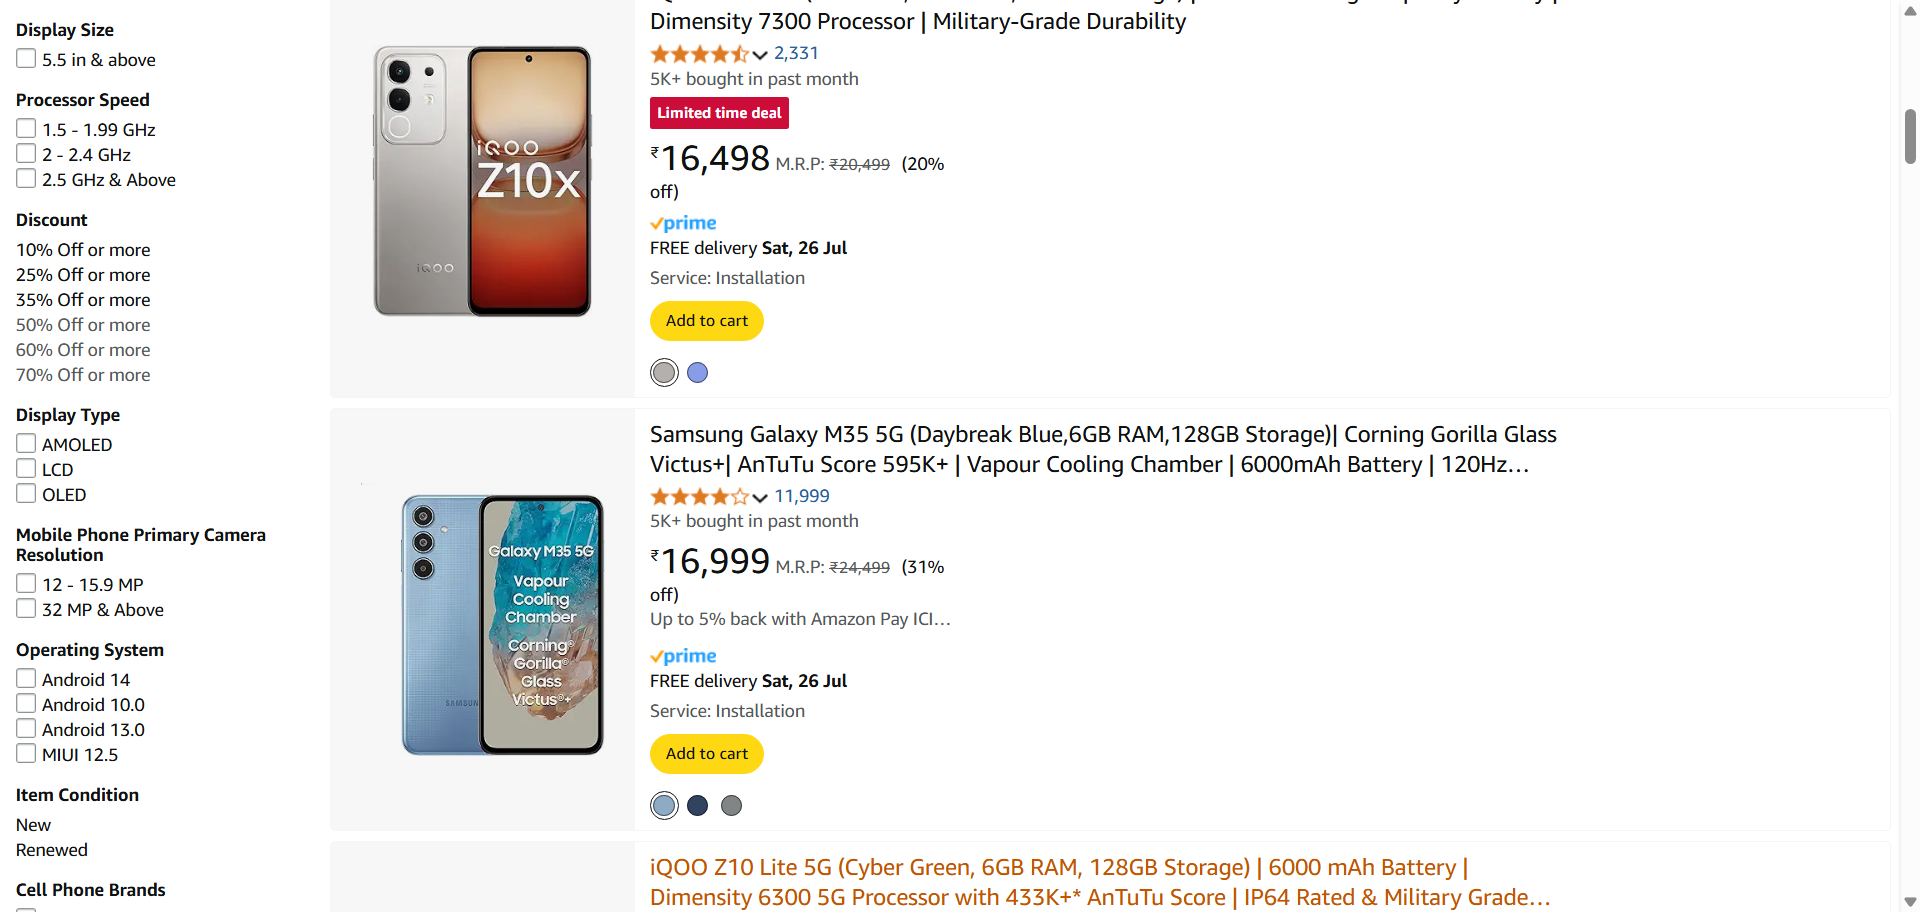 Display Size
5.5 in & above
Processor Speed
1.5 - 1.99 GHz
2 - 2.4 GHz
2.5 GHz & Above
Discount
10% Off or more
25% Off or more
35% Off or more
50% Off or more
60% Off or more
70% Off or more
Display Type
AMOLED
LCD
OLED
Mobile Phone Primary Camera
Resolution
12 - 15.9 MP
32 MP & Above
Operating System
Android 14
Android 10.0
Android 13.0
MIUI 12.5
Item Condition
New
Renewed
Cell Phone Brands
iQOO
Z10x
iQOO
Dimensity 7300 Processor | Military-Grade Durability
2,331
5K+ bought in past month
Limited time deal
₹16,498 M.R.P: ₹20,499 (20%
off)
prime
FREE delivery Sat, 26 Jul
Service: Installation
Add to cart
Galaxy M35 5G
Vapour
Cooling
Chamber
Corning®
Gorilla®
Glass
Victus®+
Samsung Galaxy M35 5G (Daybreak Blue,6GB RAM,128GB Storage)| Corning Gorilla Glass
Victus+| AnTuTu Score 595K+ | Vapour Cooling Chamber | 6000mAh Battery | 120Hz…
11,999
5K+ bought in past month
₹16,999 M.R.P: ₹24,499 (31%
off)
Up to 5% back with Amazon Pay ICI…
prime
FREE delivery Sat, 26 Jul
Service: Installation
Add to cart
iQOO Z10 Lite 5G (Cyber Green, 6GB RAM, 128GB Storage) | 6000 mAh Battery |
Dimensity 6300 5G Processor with 433K+* AnTuTu Score | IP64 Rated & Military Grade…